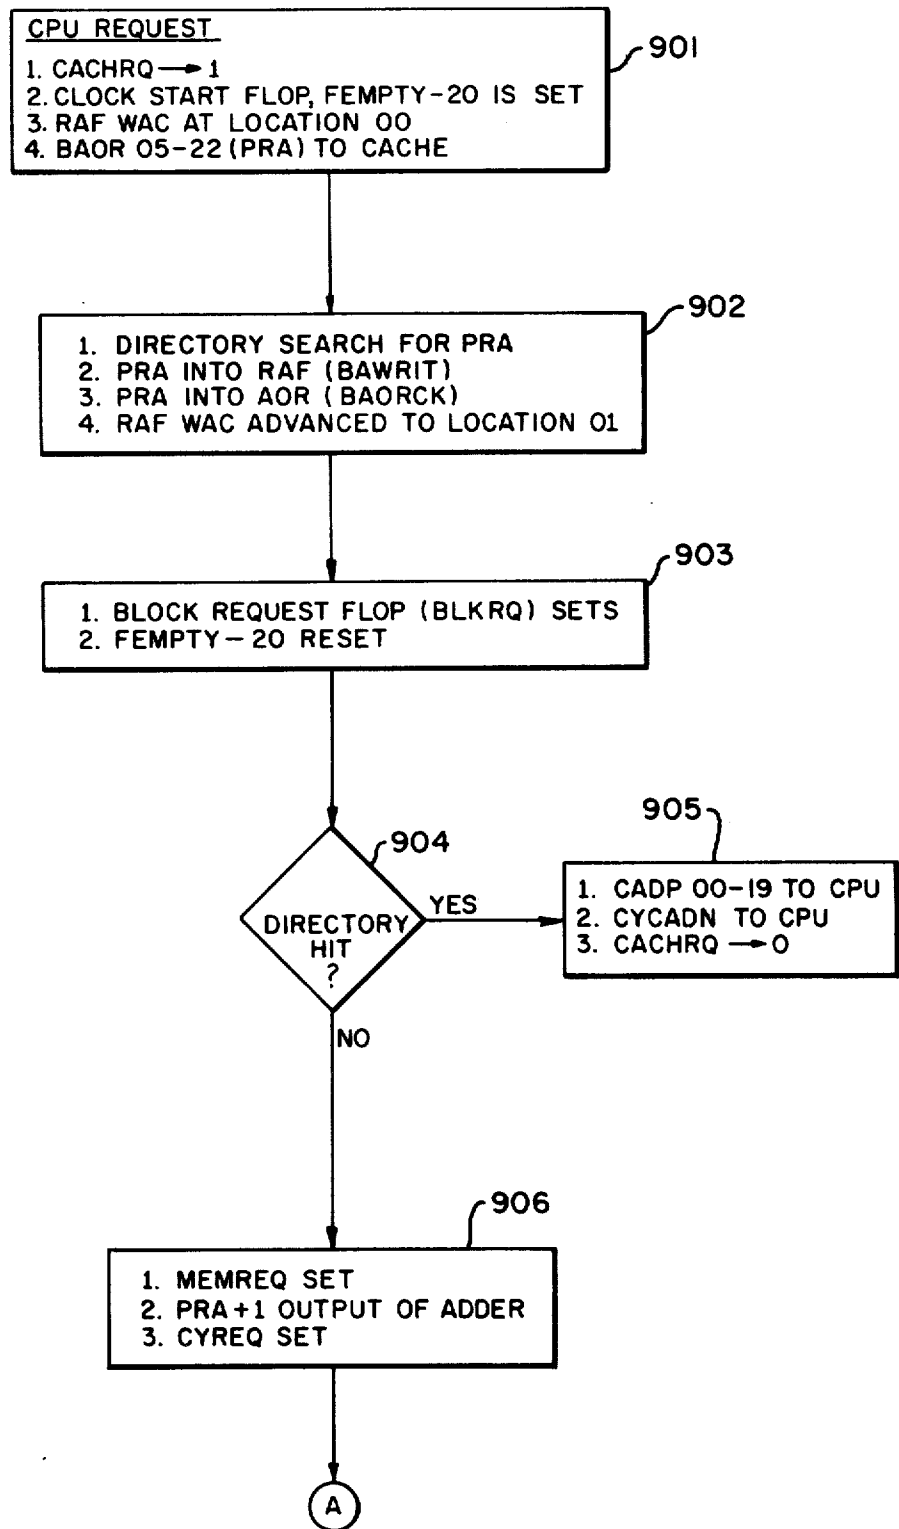 CPU REQUEST
901
1. CACHRQ → 1
2. CLOCK START FLOP, FEMPTY-20 IS SET
3. RAF WAC AT LOCATION 00
4. BAOR 05-22 (PRA) TO CACHE
902
1. DIRECTORY SEARCH FOR PRA
2. PRA INTO RAF (BAWRIT)
3. PRA INTO AOR (BAORCK)
4. RAF WAC ADVANCED TO LOCATION 01
903
1. BLOCK REQUEST FLOP (BLKRQ) SETS
2. FEMPTY-20 RESET
904
DIRECTORY
HIT
?
YES
905
1. CADP 00-19 TO CPU
2. CYCADN TO CPU
3. CACHRQ → 0
NO
906
1. MEMREQ SET
2. PRA+1 OUTPUT OF ADDER
3. CYREQ SET
A